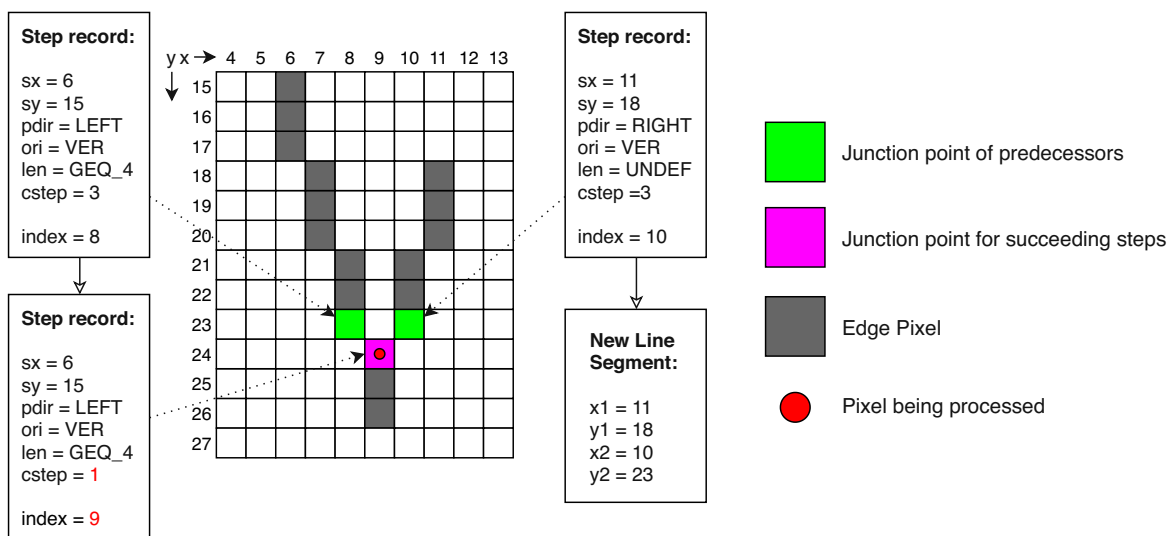 Step record:
sx = 6
sy = 15
pdir = LEFT
ori = VER
len = GEQ_4
cstep = 3
index = 8
Step record:
sx = 6
sy = 15
pdir = LEFT
ori = VER
len = GEQ_4
cstep = 1
index = 9
y x 4 5 6 7 8 9 10 11 12 13
15
16
17
18
19
20
21
22
23
24
25
26
27
Step record:
sx = 11
sy = 18
pdir = RIGHT
ori = VER
len = UNDEF
cstep =3
index = 10
New Line
Segment:
x1 = 11
y1 = 18
x2 = 10
y2 = 23
Junction point of predecessors
Junction point for succeeding steps
Edge Pixel
Pixel being processed